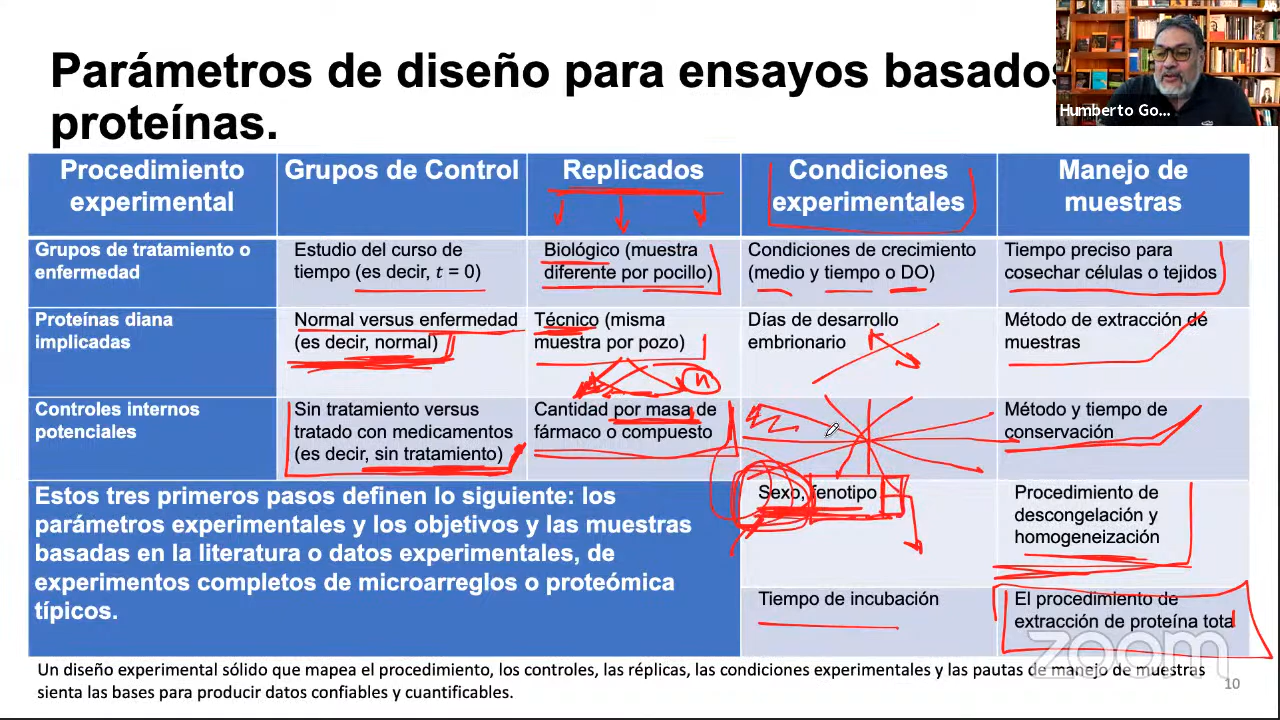 Parámetros de diseño para ensayos basados
proteínas.
Humberto Go...
Procedimiento
experimental
Grupos de Control
Replicados
Condiciones
experimentales
Manejo de
muestras
Grupos de tratamiento o
enfermedad
Estudio del curso de
tiempo (es decir, t = 0)
Biológico (muestra
diferente por pocillo)
Condiciones de crecimiento
(medio y tiempo o DO)
Tiempo preciso para
cosechar células o tejidos
Proteínas diana
implicadas
Normal versus enfermedad
(es decir, normal)
Técnico (misma
muestra por pozo)
n
Días de desarrollo
embrionario
Método de extracción de
muestras
Controles internos
potenciales
Sin tratamiento versus
tratado con medicamentos
(es decir, sin tratamiento)
Cantidad por masa de
fármaco o compuesto
Método y tiempo de
conservación
Estos tres primeros pasos definen lo siguiente: los
parámetros experimentales y los objetivos y las muestras
basadas en la literatura o datos experimentales, de
experimentos completos de microarreglos o proteómica
típicos.
Sexo, fenotipo
Procedimiento de
descongelación y
homogeneización
Tiempo de incubación
El procedimiento de
extracción de proteína total
zoom
Un diseño experimental sólido que mapea el procedimiento, los controles, las réplicas, las condiciones experimentales y las pautas de manejo de muestras
sienta las bases para producir datos confiables y cuantificables.
10